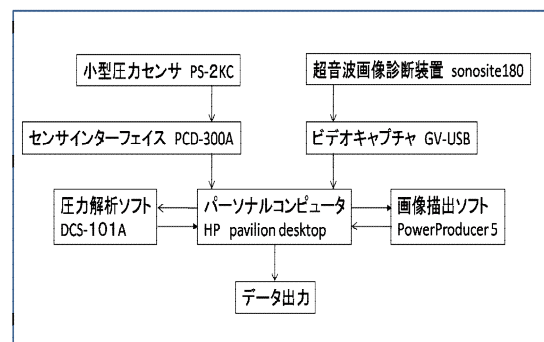 小型圧力センサ PS-2KC
超音波画像診断装置 sonosite180
センサインターフェイス PCD-300A
ビデオキャプチャ GV-USB
圧力解析ソフト
DCS-101A
パーソナルコンピュータ
HP pavilion desktop
画像描出ソフト
PowerProducer 5
データ出力